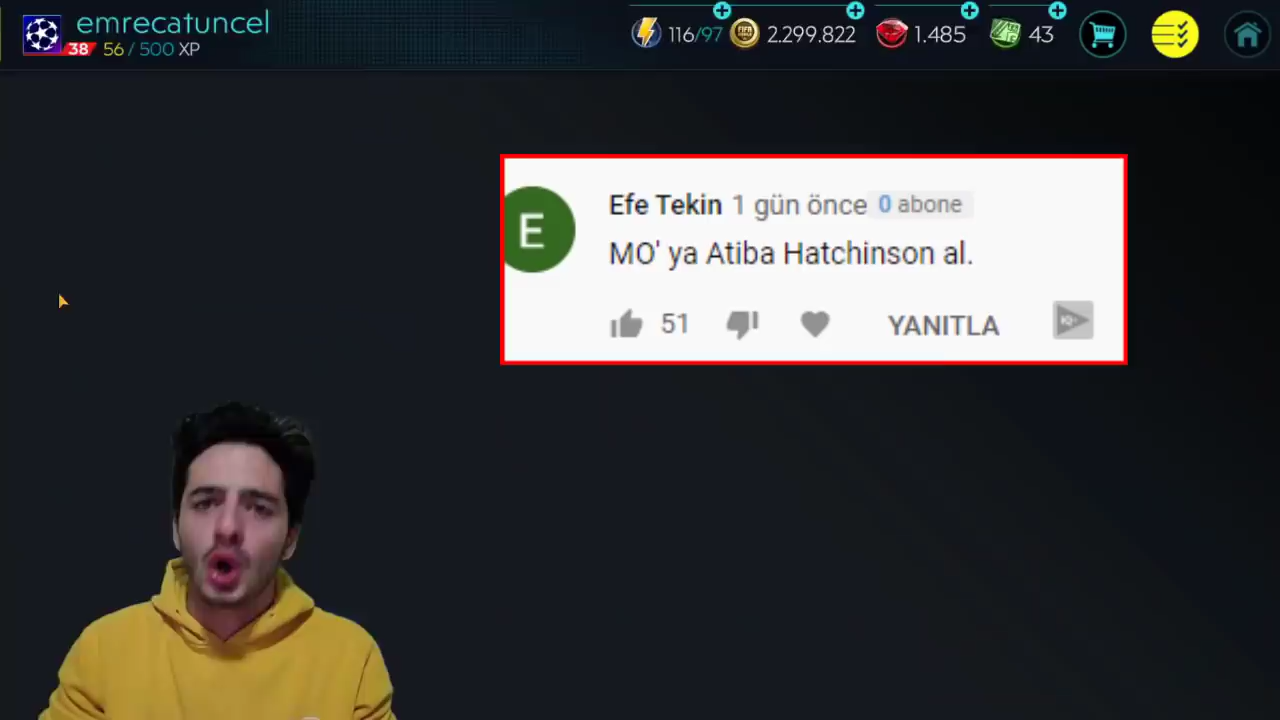 emrecatuncel
38 56 / 500 XP
116/97
2.299.822
1.485
43
E
Efe Tekin 1 gün önce 0 abone
MO' ya Atiba Hatchinson al.
51
YANITLA